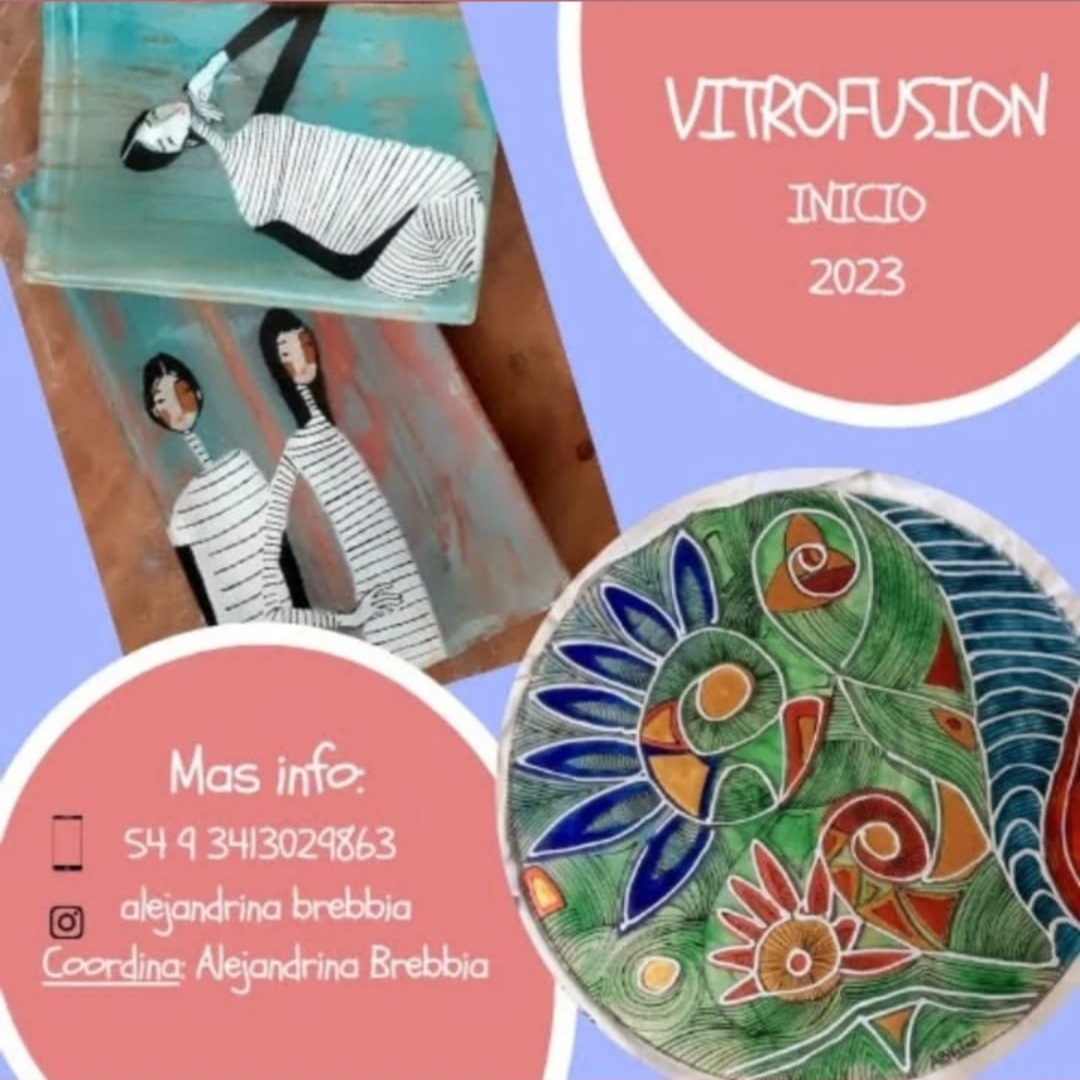 VITROFUSION
INICIO
2023
Mas info:
54 9 3413029863
alejandrina brebbia
Coordina: Alejandrina Brebbia